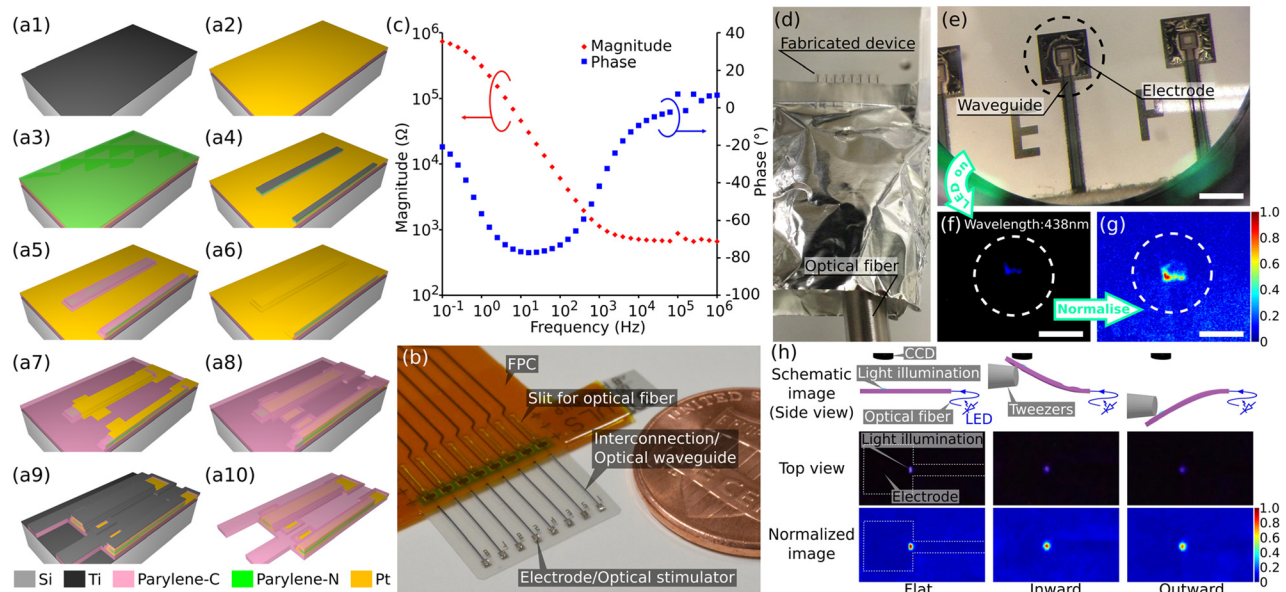 (a1)
(a2)
(a3)
(a4)
(a5)
(a6)
(a7)
(a8)
(a9)
(a10)
Si
Ti
Parylene-C
Parylene-N
Pt
(c)
Magnitude
Phase
Magnitude (Ω)
10⁶
10⁵
10⁴
10³
10²
Phase (°)
40
20
0
-20
-40
-60
-80
-100
10⁻¹
10⁰
10¹
10²
10³
10⁴
10⁵
10⁶
Frequency (Hz)
(b)
FPC
Slit for optical fiber
Interconnection/
Optical waveguide
Electrode/Optical stimulator
(d)
Fabricated device
Optical fiber
(e)
Electrode
Waveguide
E
F
LED on
(f)
Wavelength:438nm
Normalise
(g)
1.0
0.8
0.6
0.4
0.2
0
(h)
CCD
Schematic
image
(Side view)
Light illumination
Optical fiber
LED
Tweezers
Top view
Light illumination
Electrode
Normalized
image
1.0
0.8
0.6
0.4
0.2
0
Flat
Inward
Outward